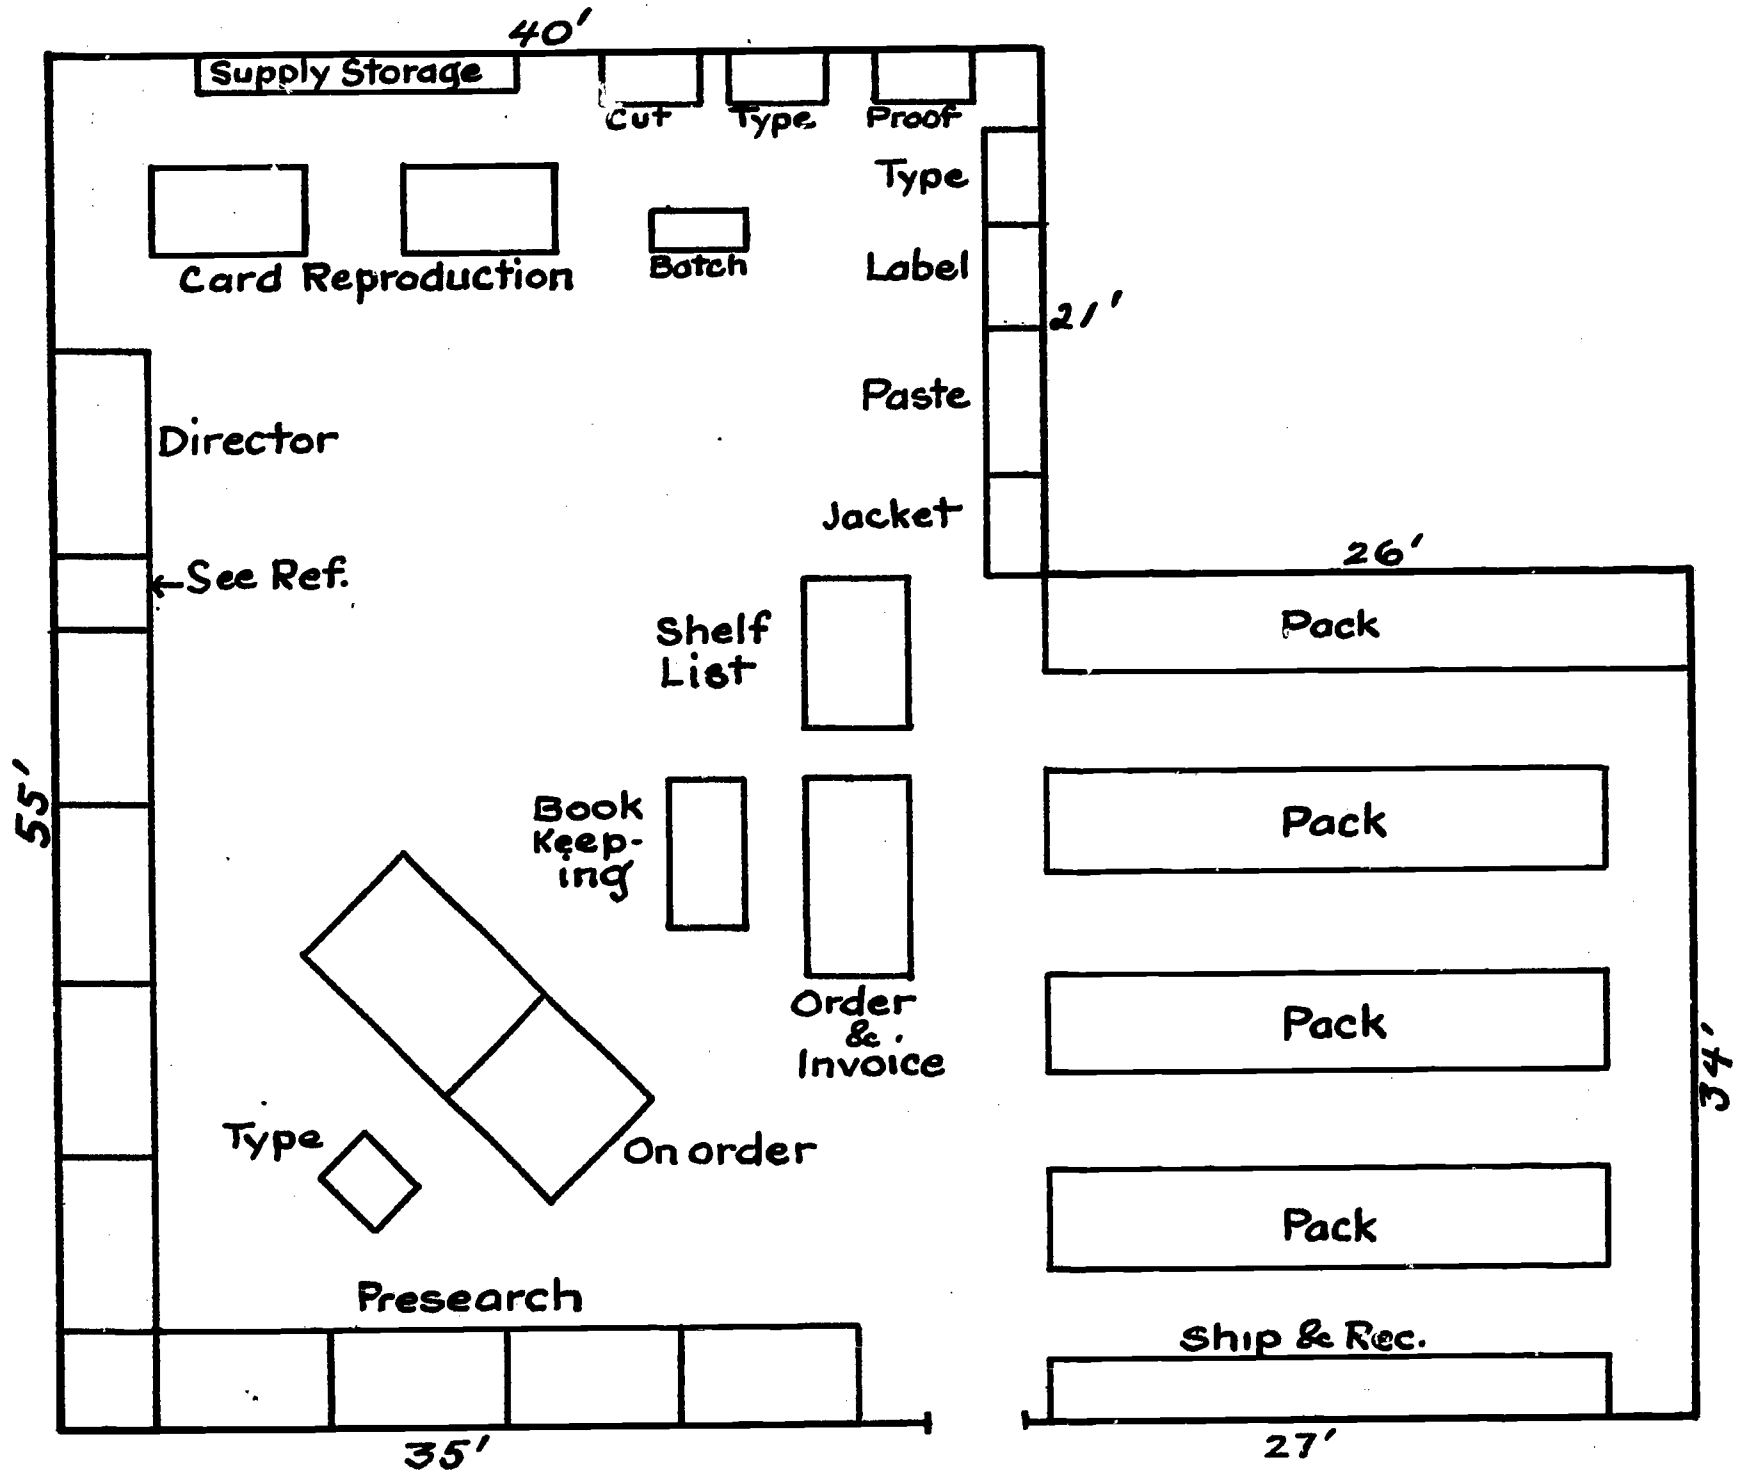 40'
Supply Storage
Cut
Type
Proof
Type
Card Reproduction
Batch
Label
21'
Paste
Director
Jacket
26'
←See Ref.
Shelf
List
Pack
55'
Book
Keep-
ing
Pack
Order
&
Invoice
Pack
34'
Type
On order
Pack
Presearch
Ship & Rec.
35'
27'